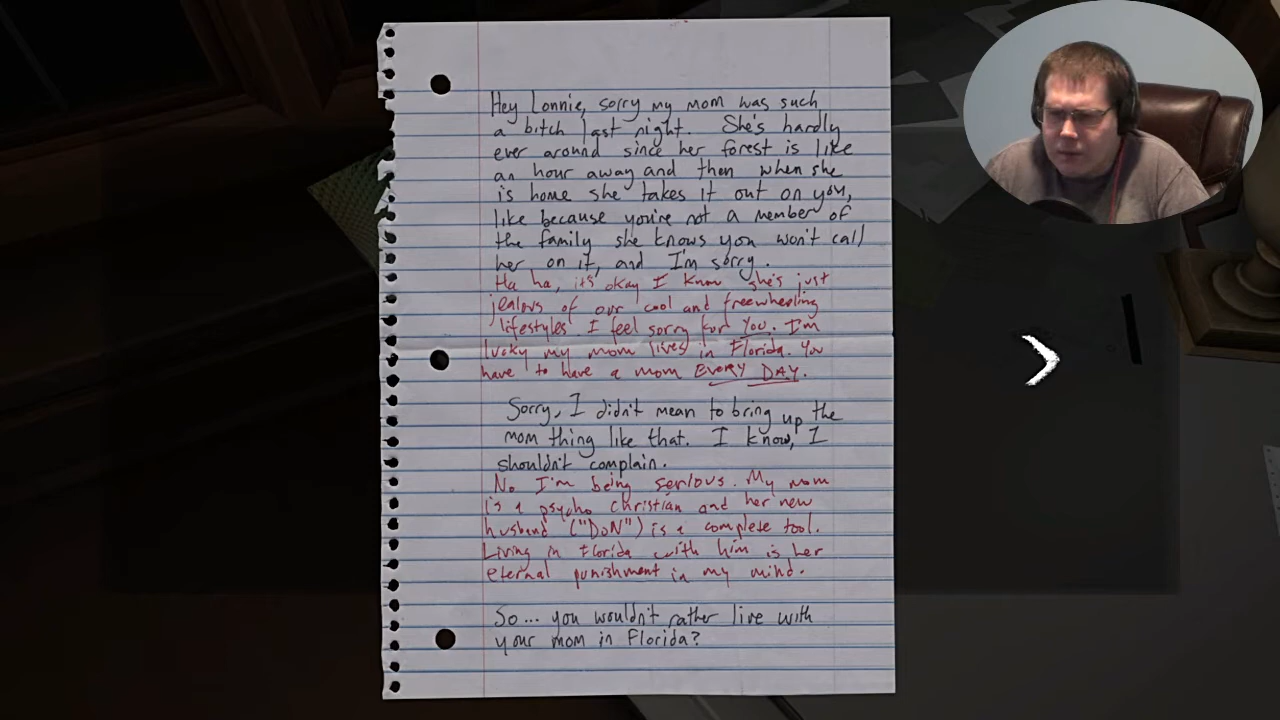 Hey Lonnie, sorry my mom was such
a bitch last night. She's hardly
ever around since her forest is like
an hour away and then when she
is home she takes it out on you,
like because you're not a member of
the family she knows you won't call
her on it, and I'm sorry.
Ha ha, it's okay I know she's just
jealous of our cool and freewheeling
lifestyles. I feel sorry for You. I'm
lucky my mom lives in Florida. You
have to have a mom EVERY DAY.
Sorry, I didn't mean to bring up the
mom thing like that. I know, I
shouldn't complain.
No I'm being serious. My mom
is a psycho christian and her new
husband ("DoN") is a complete tool.
Living in Florida with him is her
eternal punishment in my mind.
So... you wouldn't rather live with
your mom in Florida?